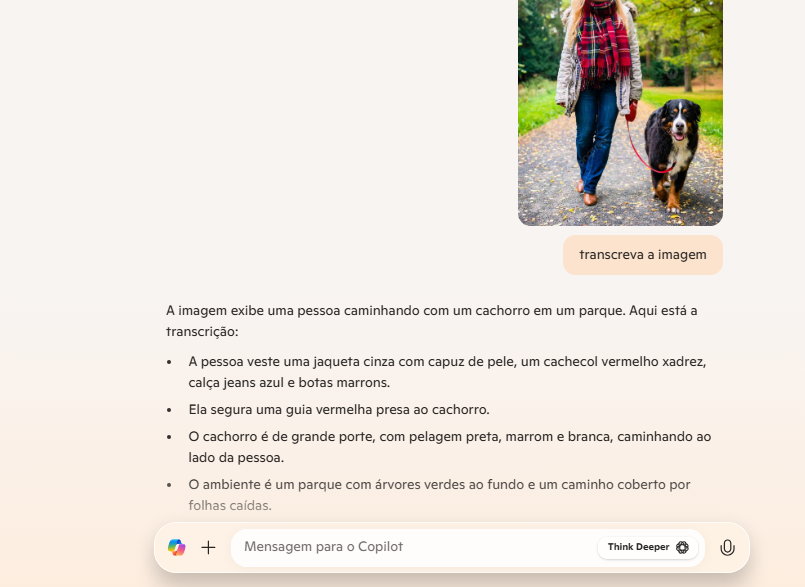 transcreva a imagem
A imagem exibe uma pessoa caminhando com um cachorro em um parque. Aqui está a
transcrição:
• A pessoa veste uma jaqueta cinza com capuz de pele, um cachecol vermelho xadrez,
calça jeans azul e botas marrons.
• Ela segura uma guia vermelha presa ao cachorro.
• O cachorro é de grande porte, com pelagem preta, marrom e branca, caminhando ao
lado da pessoa.
• O ambiente é um parque com árvores verdes ao fundo e um caminho coberto por
folhas caídas.
Mensagem para o Copilot
Think Deeper